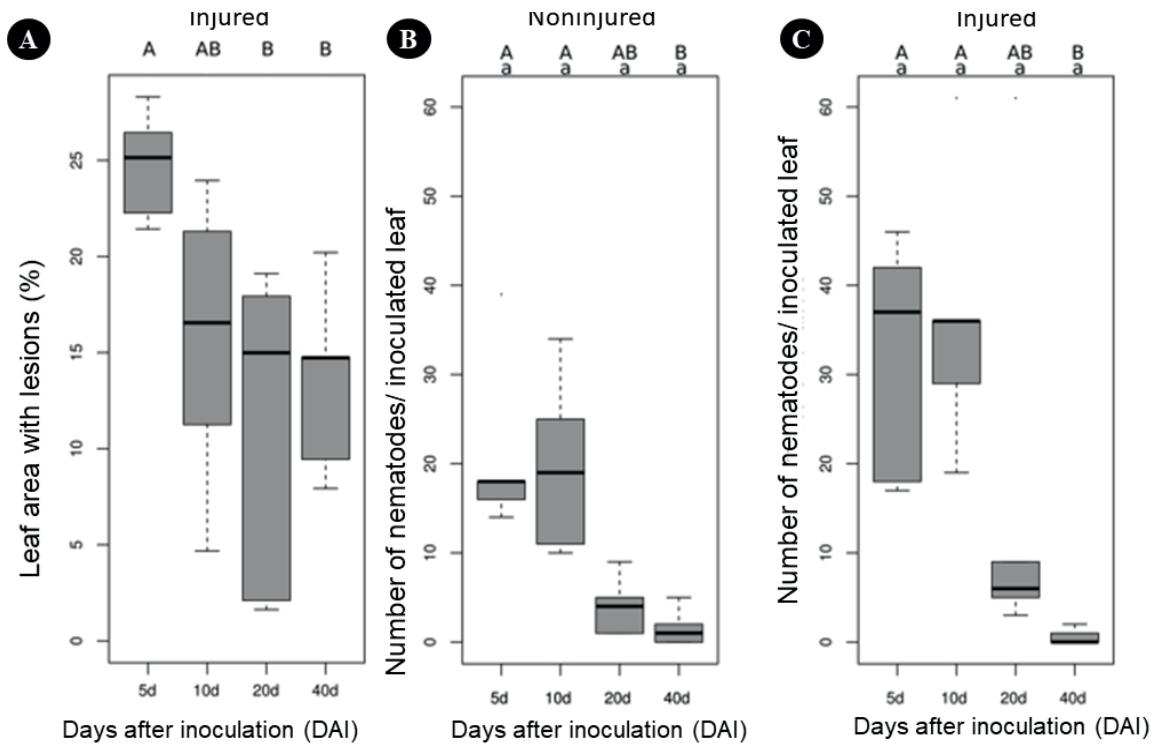 Injured
Noninjured
Injured
A
B
C
A AB B B
A A AB B
a a a a
A A AB B
a a a a
Leaf area with lesions (%)
25
20
15
10
5
0
5d 10d 20d 40d
Days after inoculation (DAI)
Number of nematodes/ inoculated leaf
60
50
40
30
20
10
0
5d 10d 20d 40d
Days after inoculation (DAI)
Number of nematodes/ inoculated leaf
60
50
40
30
20
10
0
5d 10d 20d 40d
Days after inoculation (DAI)